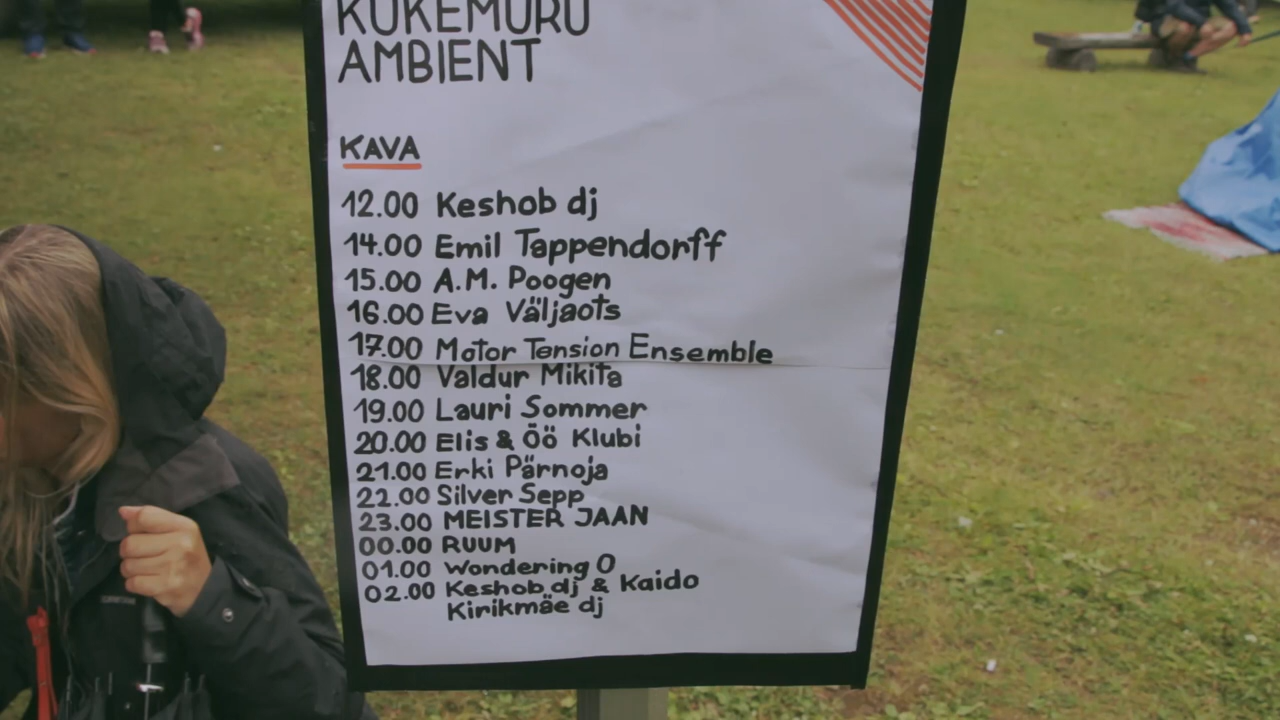 KUKEMURU
AMBIENT
KAVA
12.00 Keshob dj
14.00 Emil Tappendorff
15.00 A.M. Poogen
16.00 Eva Väljaots
17.00 Motor Tension Ensemble
18.00 Valdur Mikita
19.00 Lauri Sommer
20.00 Elis & Öö Klubi
21.00 Erki Pärnoja
22.00 Silver Sepp
23.00 MEISTER JAAN
00.00 RUUM
01.00 Wondering O
02.00 Keshob dj & Kaido
Kirikmäe dj